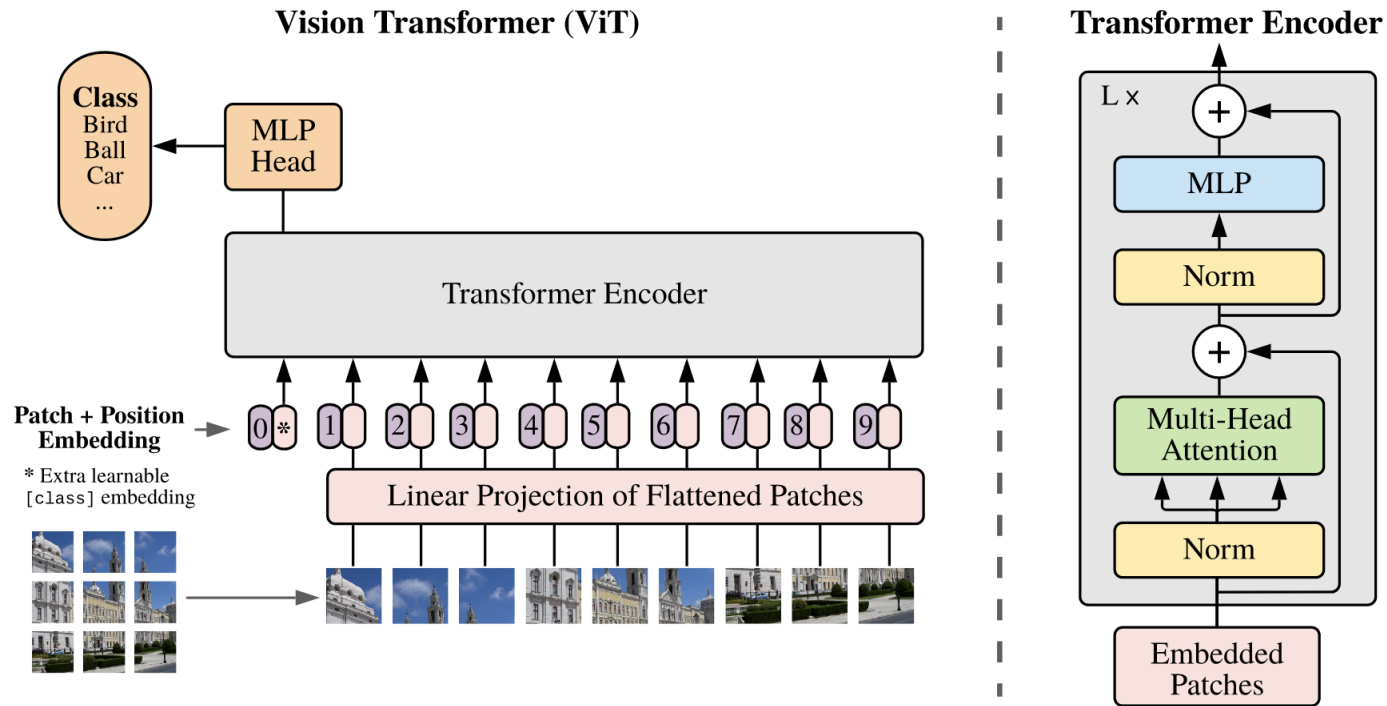 Vision Transformer (ViT)
Class
Bird
Ball
Car
...
MLP
Head
Transformer Encoder
Patch + Position
Embedding
* Extra learnable
[class] embedding
0 * 1 2 3 4 5 6 7 8 9
Linear Projection of Flattened Patches
Transformer Encoder
L ×
+
MLP
Norm
+
Multi-Head
Attention
Norm
Embedded
Patches